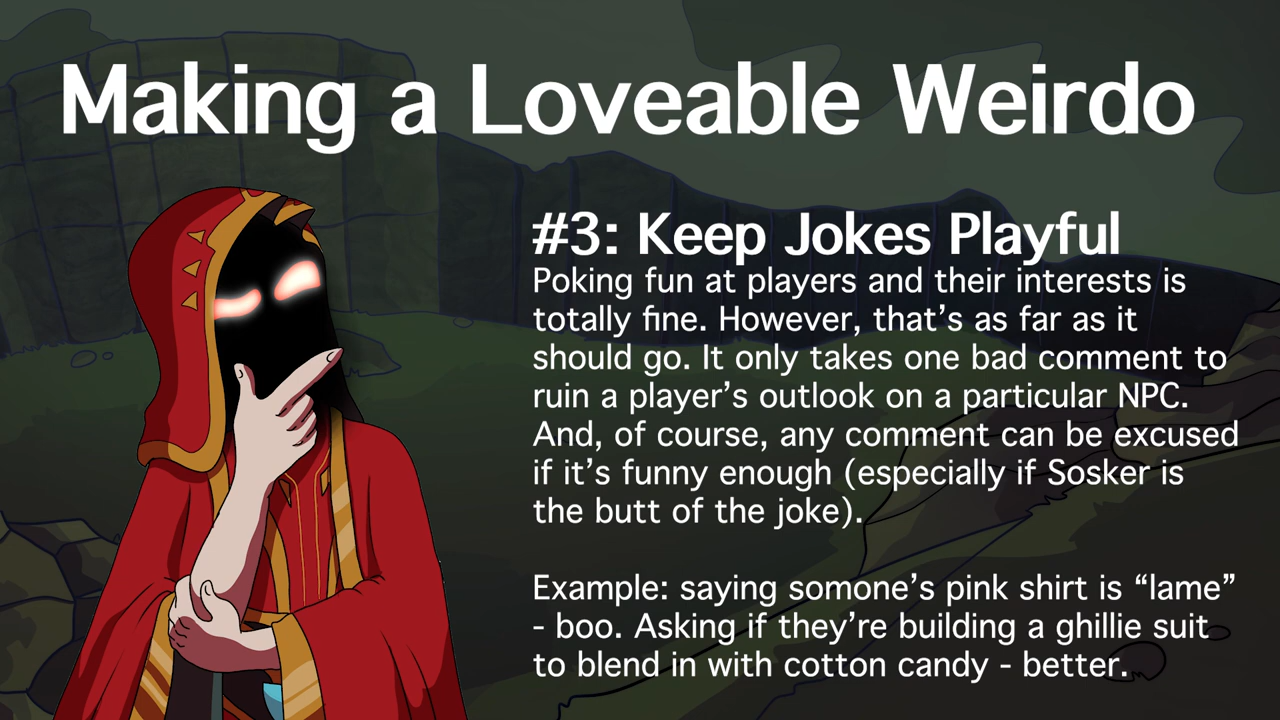 Making a Loveable Weirdo
#3: Keep Jokes Playful
Poking fun at players and their interests is
totally fine. However, that’s as far as it
should go. It only takes one bad comment to
ruin a player’s outlook on a particular NPC.
And, of course, any comment can be excused
if it’s funny enough (especially if Sosker is
the butt of the joke).
Example: saying somone’s pink shirt is “lame”
- boo. Asking if they’re building a ghillie suit
to blend in with cotton candy - better.